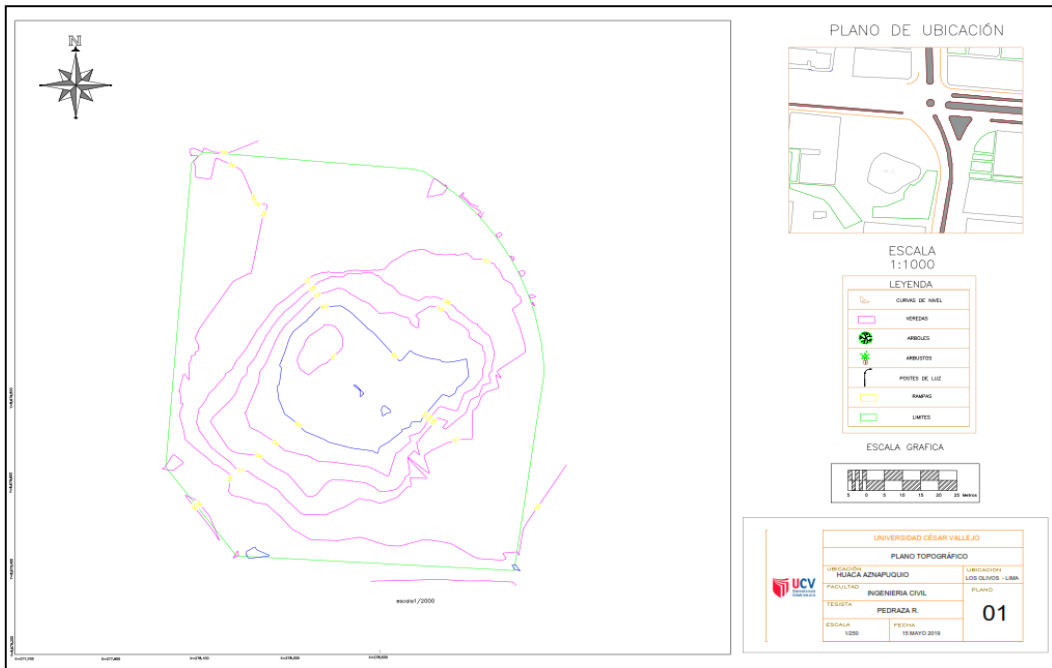 N
PLANO DE UBICACIÓN
ESCALA
1:1000
LEYENDA
CURVAS DE NIVEL
VEREDAS
ARBOLES
ARBUSTOS
POSTES DE LUZ
RAMPAS
LIMITES
ESCALA GRAFICA
5 0 5 10 15 20 25 Metros
escala1/2000
UNIVERSIDAD CÉSAR VALLEJO
PLANO TOPOGRÁFICO
UBICACIÓN
HUACA AZNAPUQUIO
UBICACIÓN
LOS OLIVOS - LIMA
FACULTAD
INGENIERIA CIVIL
PLANO
01
TESISTA
PEDRAZA R.
ESCALA
1/250
FECHA
15 MAYO 2019
UCV
UNIVERSIDAD
CÉSAR VALLEJO